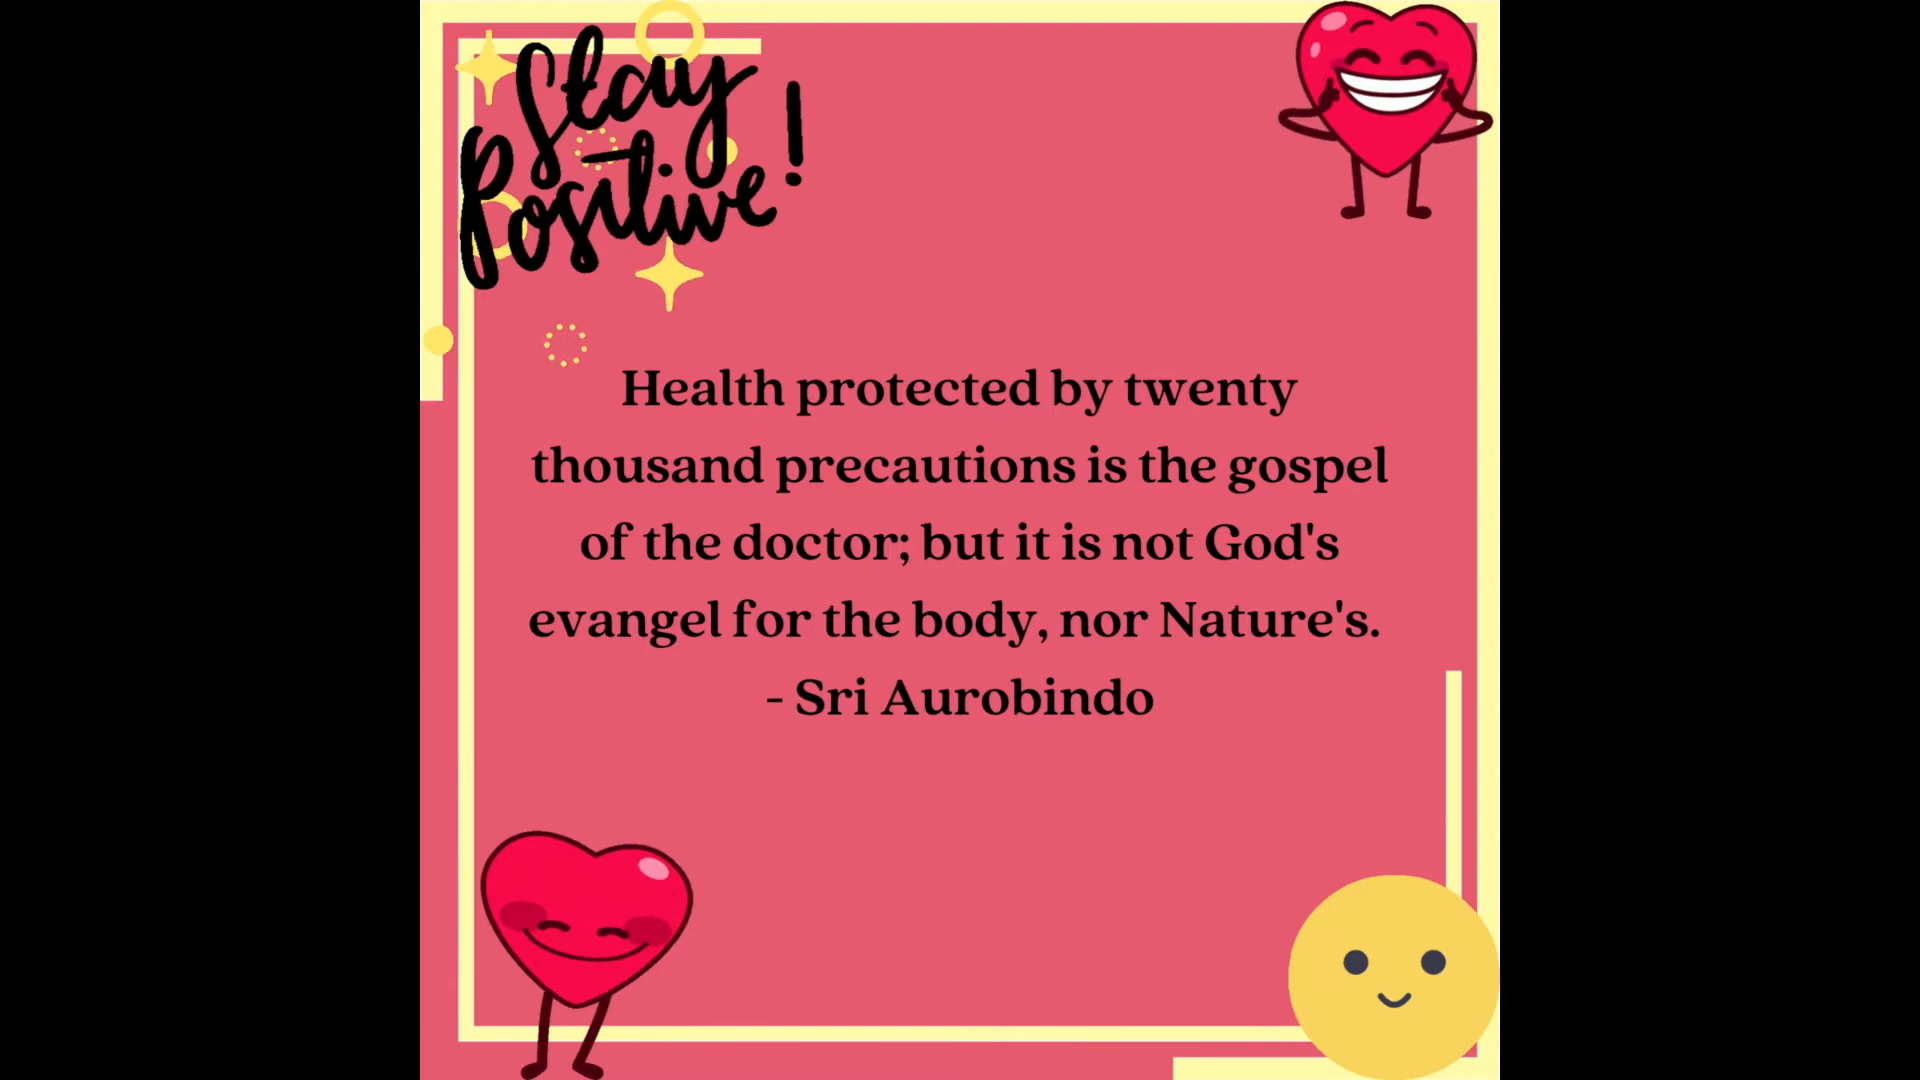 Stay
Positive!
Health protected by twenty
thousand precautions is the gospel
of the doctor; but it is not God's
evangel for the body, nor Nature's.
- Sri Aurobindo